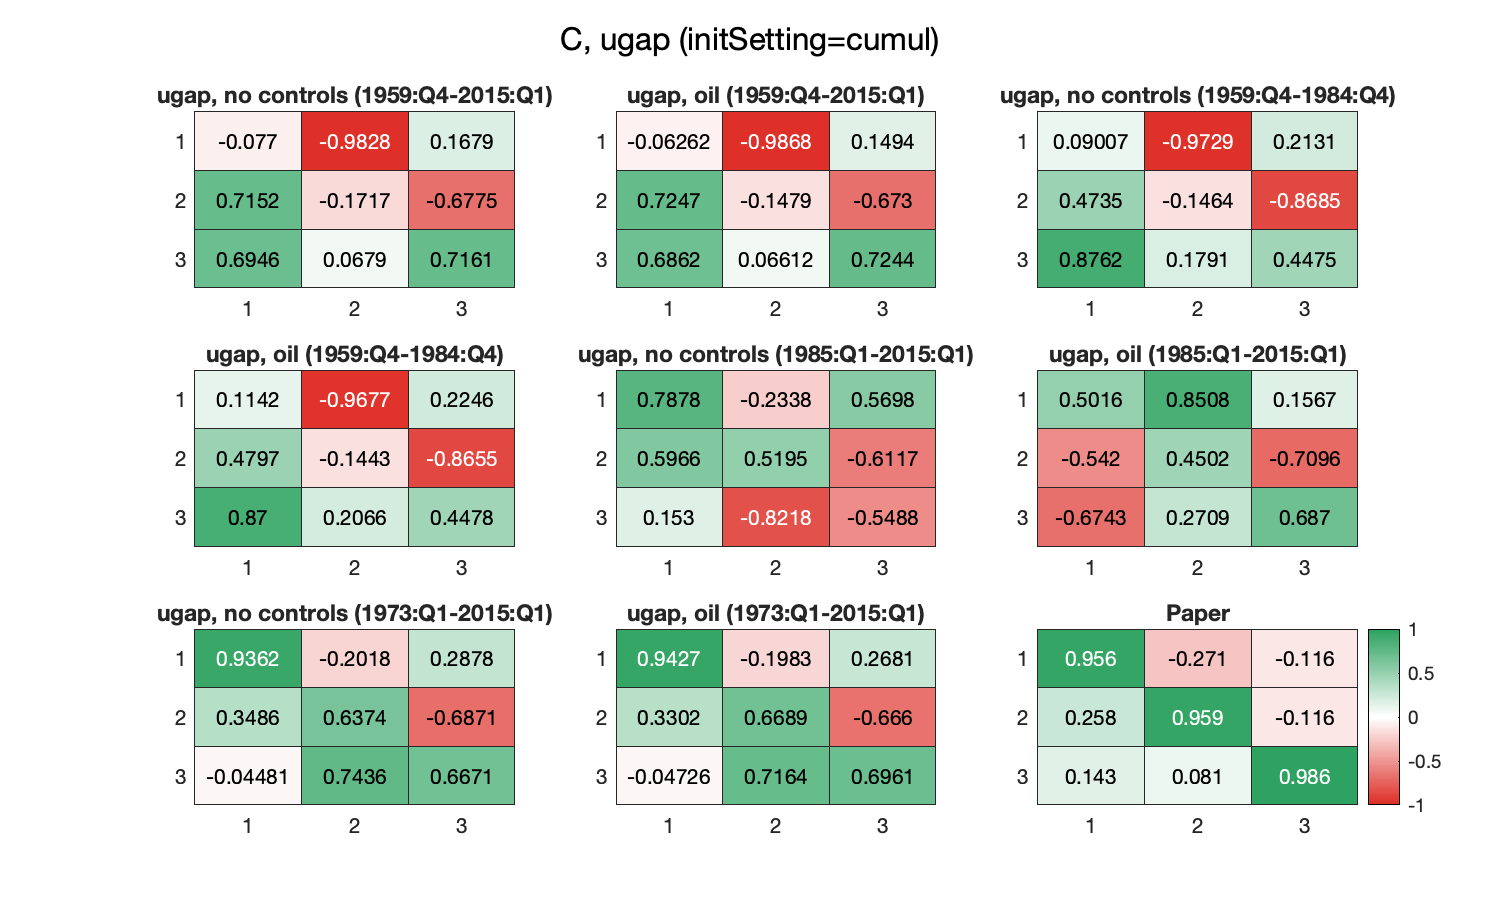 C, ugap (initSetting=cumul)
ugap, no controls (1959:Q4-2015:Q1)
1 -0.077 -0.9828 0.1679
2 0.7152 -0.1717 -0.6775
3 0.6946 0.0679 0.7161
1 2 3
ugap, oil (1959:Q4-2015:Q1)
1 -0.06262 -0.9868 0.1494
2 0.7247 -0.1479 -0.673
3 0.6862 0.06612 0.7244
1 2 3
ugap, no controls (1959:Q4-1984:Q4)
1 0.09007 -0.9729 0.2131
2 0.4735 -0.1464 -0.8685
3 0.8762 0.1791 0.4475
1 2 3
ugap, oil (1959:Q4-1984:Q4)
1 0.1142 -0.9677 0.2246
2 0.4797 -0.1443 -0.8655
3 0.87 0.2066 0.4478
1 2 3
ugap, no controls (1985:Q1-2015:Q1)
1 0.7878 -0.2338 0.5698
2 0.5966 0.5195 -0.6117
3 0.153 -0.8218 -0.5488
1 2 3
ugap, oil (1985:Q1-2015:Q1)
1 0.5016 0.8508 0.1567
2 -0.542 0.4502 -0.7096
3 -0.6743 0.2709 0.687
1 2 3
ugap, no controls (1973:Q1-2015:Q1)
1 0.9362 -0.2018 0.2878
2 0.3486 0.6374 -0.6871
3 -0.04481 0.7436 0.6671
1 2 3
ugap, oil (1973:Q1-2015:Q1)
1 0.9427 -0.1983 0.2681
2 0.3302 0.6689 -0.666
3 -0.04726 0.7164 0.6961
1 2 3
Paper
1 0.956 -0.271 -0.116
2 0.258 0.959 -0.116
3 0.143 0.081 0.986
1 2 3
1
0.5
0
-0.5
-1